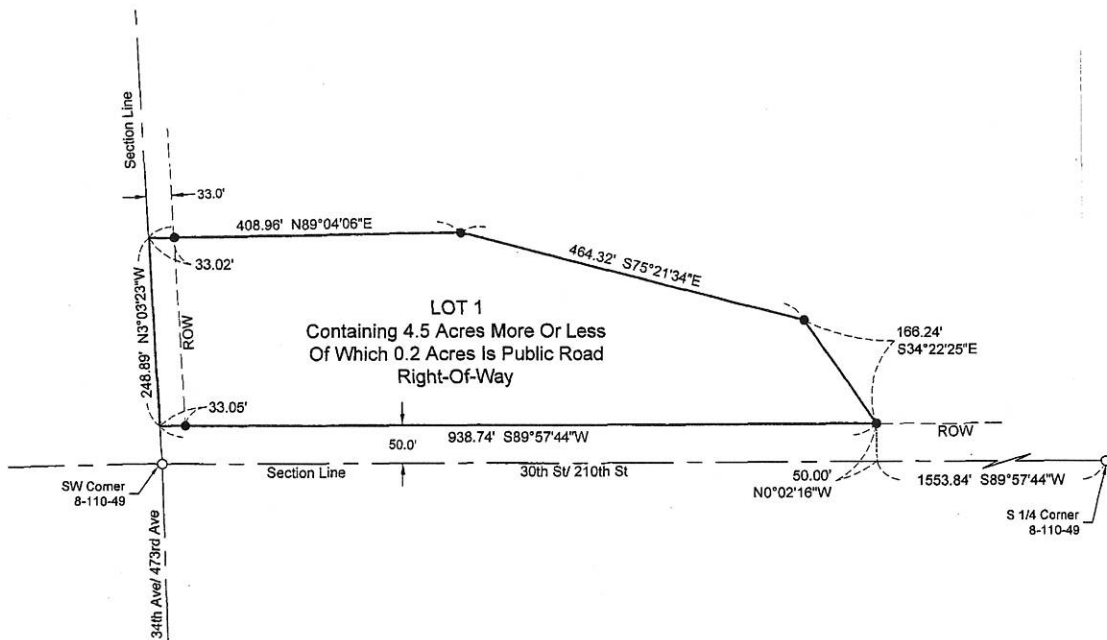 Section Line
33.0'
408.96' N89°04'06"E
33.02'
464.32' S75°21'34"E
248.89' N3°03'23"W
ROW
LOT 1
Containing 4.5 Acres More Or Less
Of Which 0.2 Acres Is Public Road
Right-Of-Way
166.24'
S34°22'25"E
33.05'
50.0'
938.74' S89°57'44"W
ROW
SW Corner
8-110-49
Section Line
30th St/ 210th St
50.00'
N0°02'16"W
1553.84' S89°57'44"W
S 1/4 Corner
8-110-49
34th Ave/ 473rd Ave